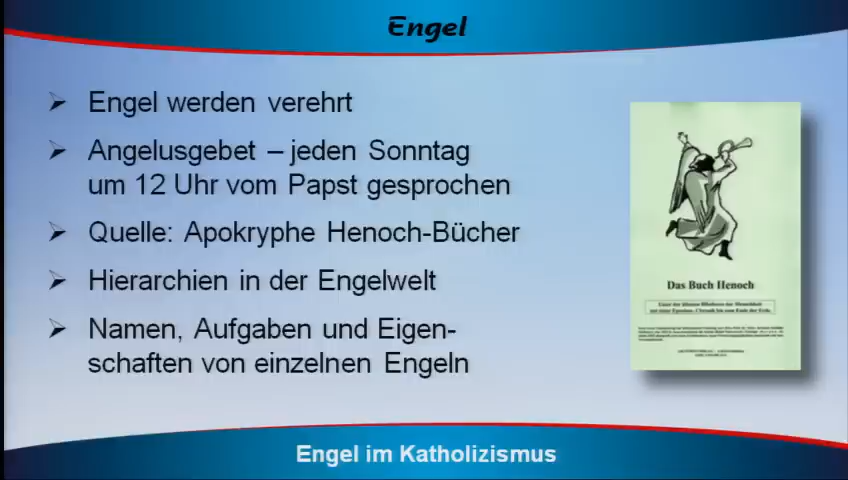 Engel
Engel werden verehrt
Angelusgebet – jeden Sonntag
um 12 Uhr vom Papst gesprochen
Quelle: Apokryphe Henoch-Bücher
Hierarchien in der Engelwelt
Namen, Aufgaben und Eigen-
schaften von einzelnen Engeln
Das Buch Henoch
Engel im Katholizismus